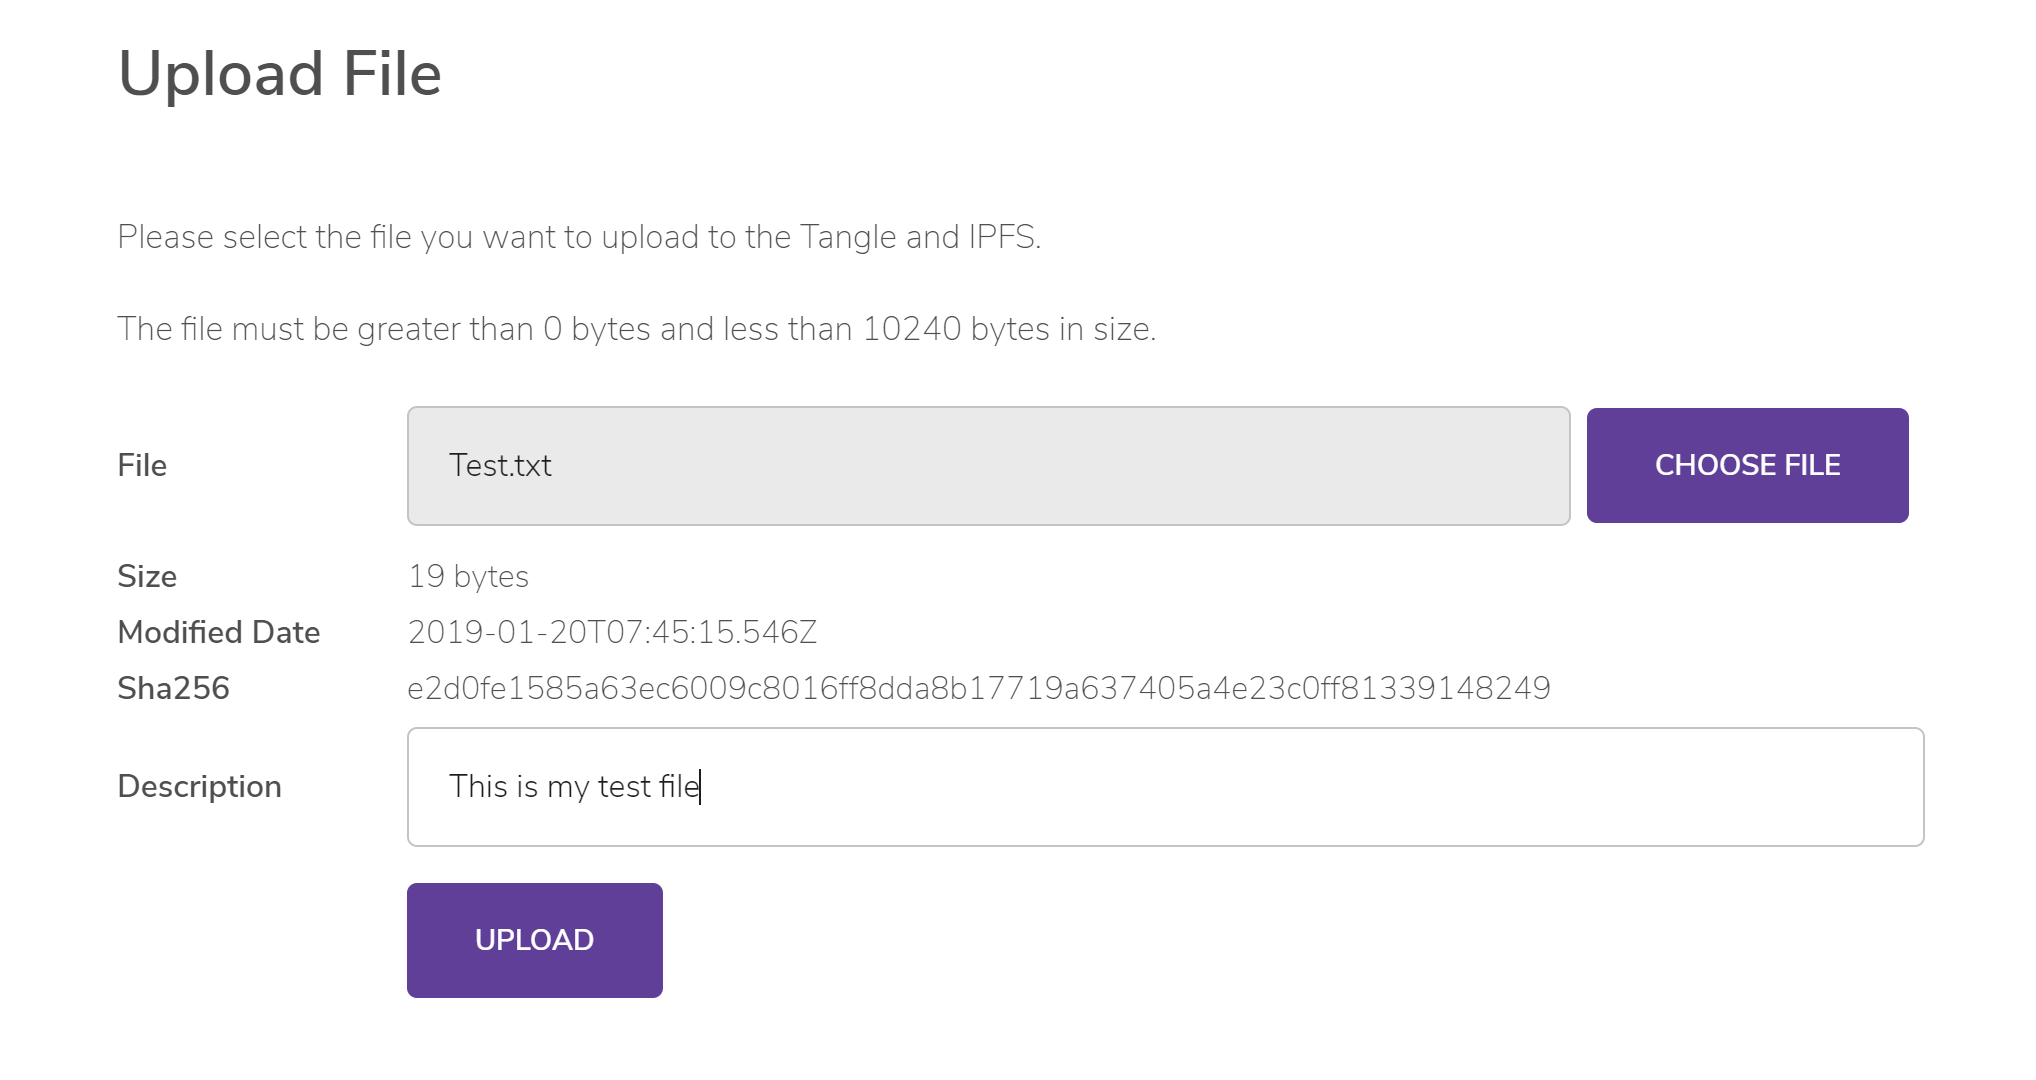 Upload File
Please select the file you want to upload to the Tangle and IPFS.
The file must be greater than 0 bytes and less than 10240 bytes in size.
File Test.txt CHOOSE FILE
Size 19 bytes
Modified Date 2019-01-20T07:45:15.546Z
Sha256 e2d0fe1585a63ec6009c8016ff8dda8b17719a637405a4e23c0ff81339148249
Description This is my test file
UPLOAD